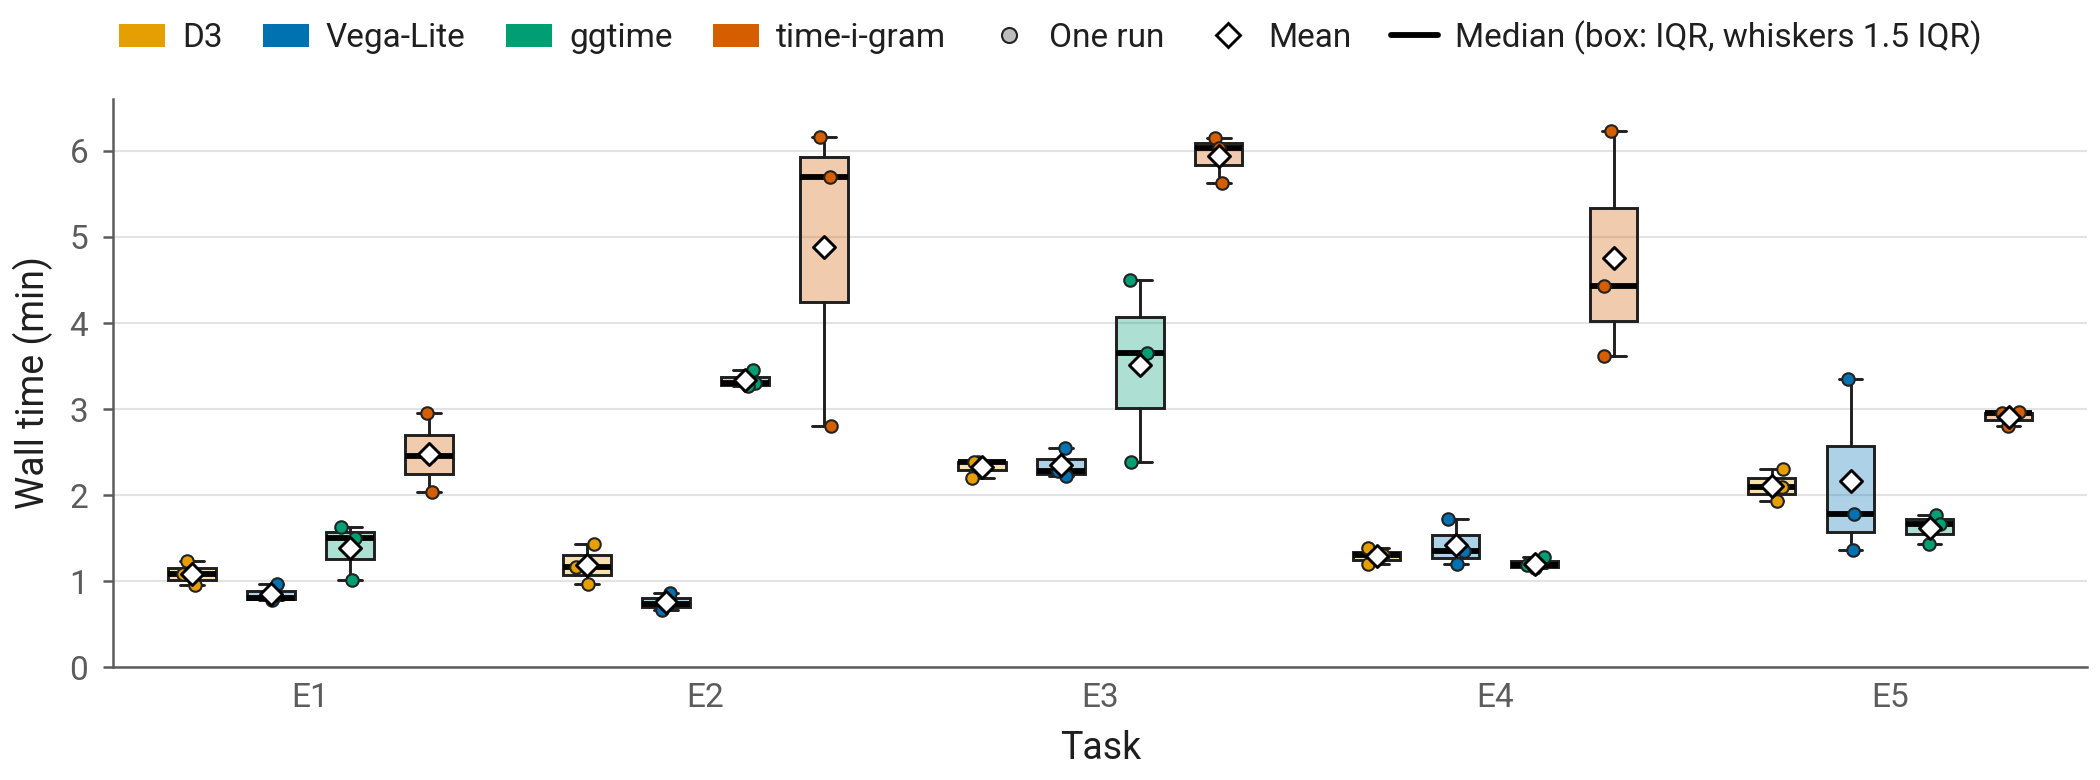 D3 Vega-Lite ggtime time-i-gram One run Mean Median (box: IQR, whiskers 1.5 IQR)
Wall time (min)
6
5
4
3
2
1
0
E1 E2 E3 E4 E5
Task